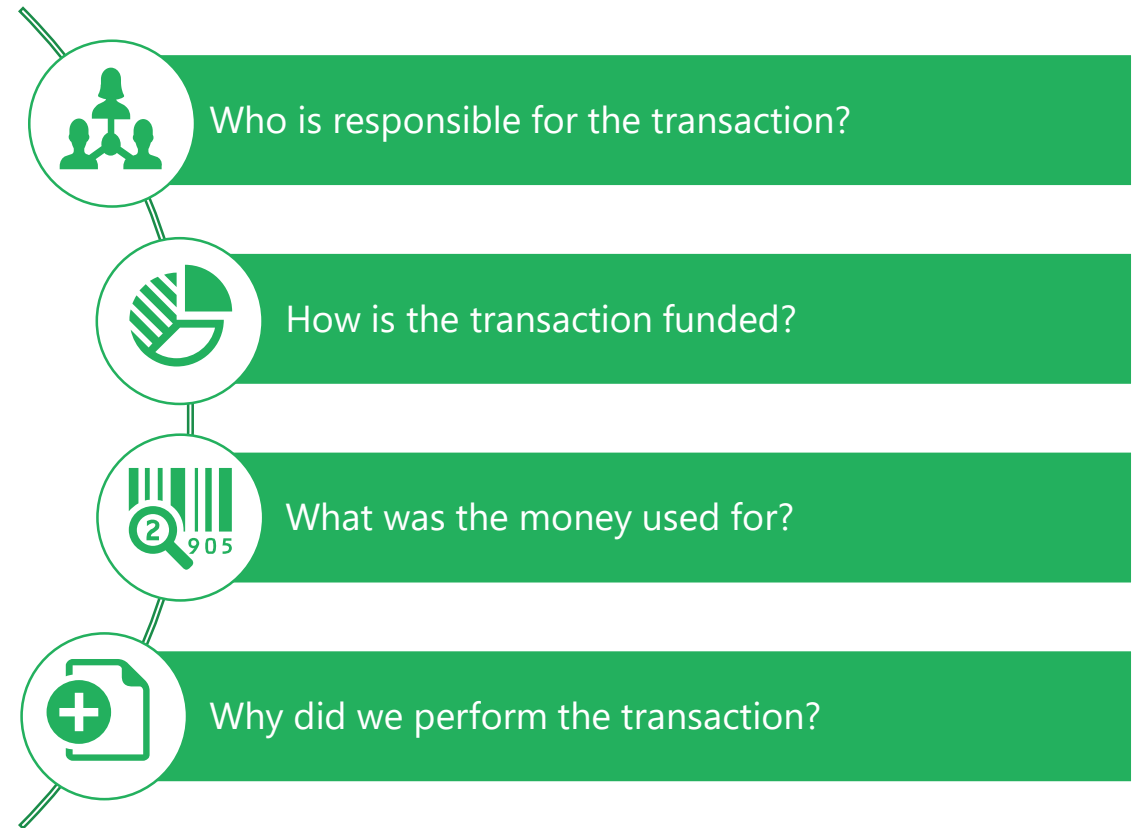 Who is responsible for the transaction?
How is the transaction funded?
What was the money used for?
2
905
Why did we perform the transaction?